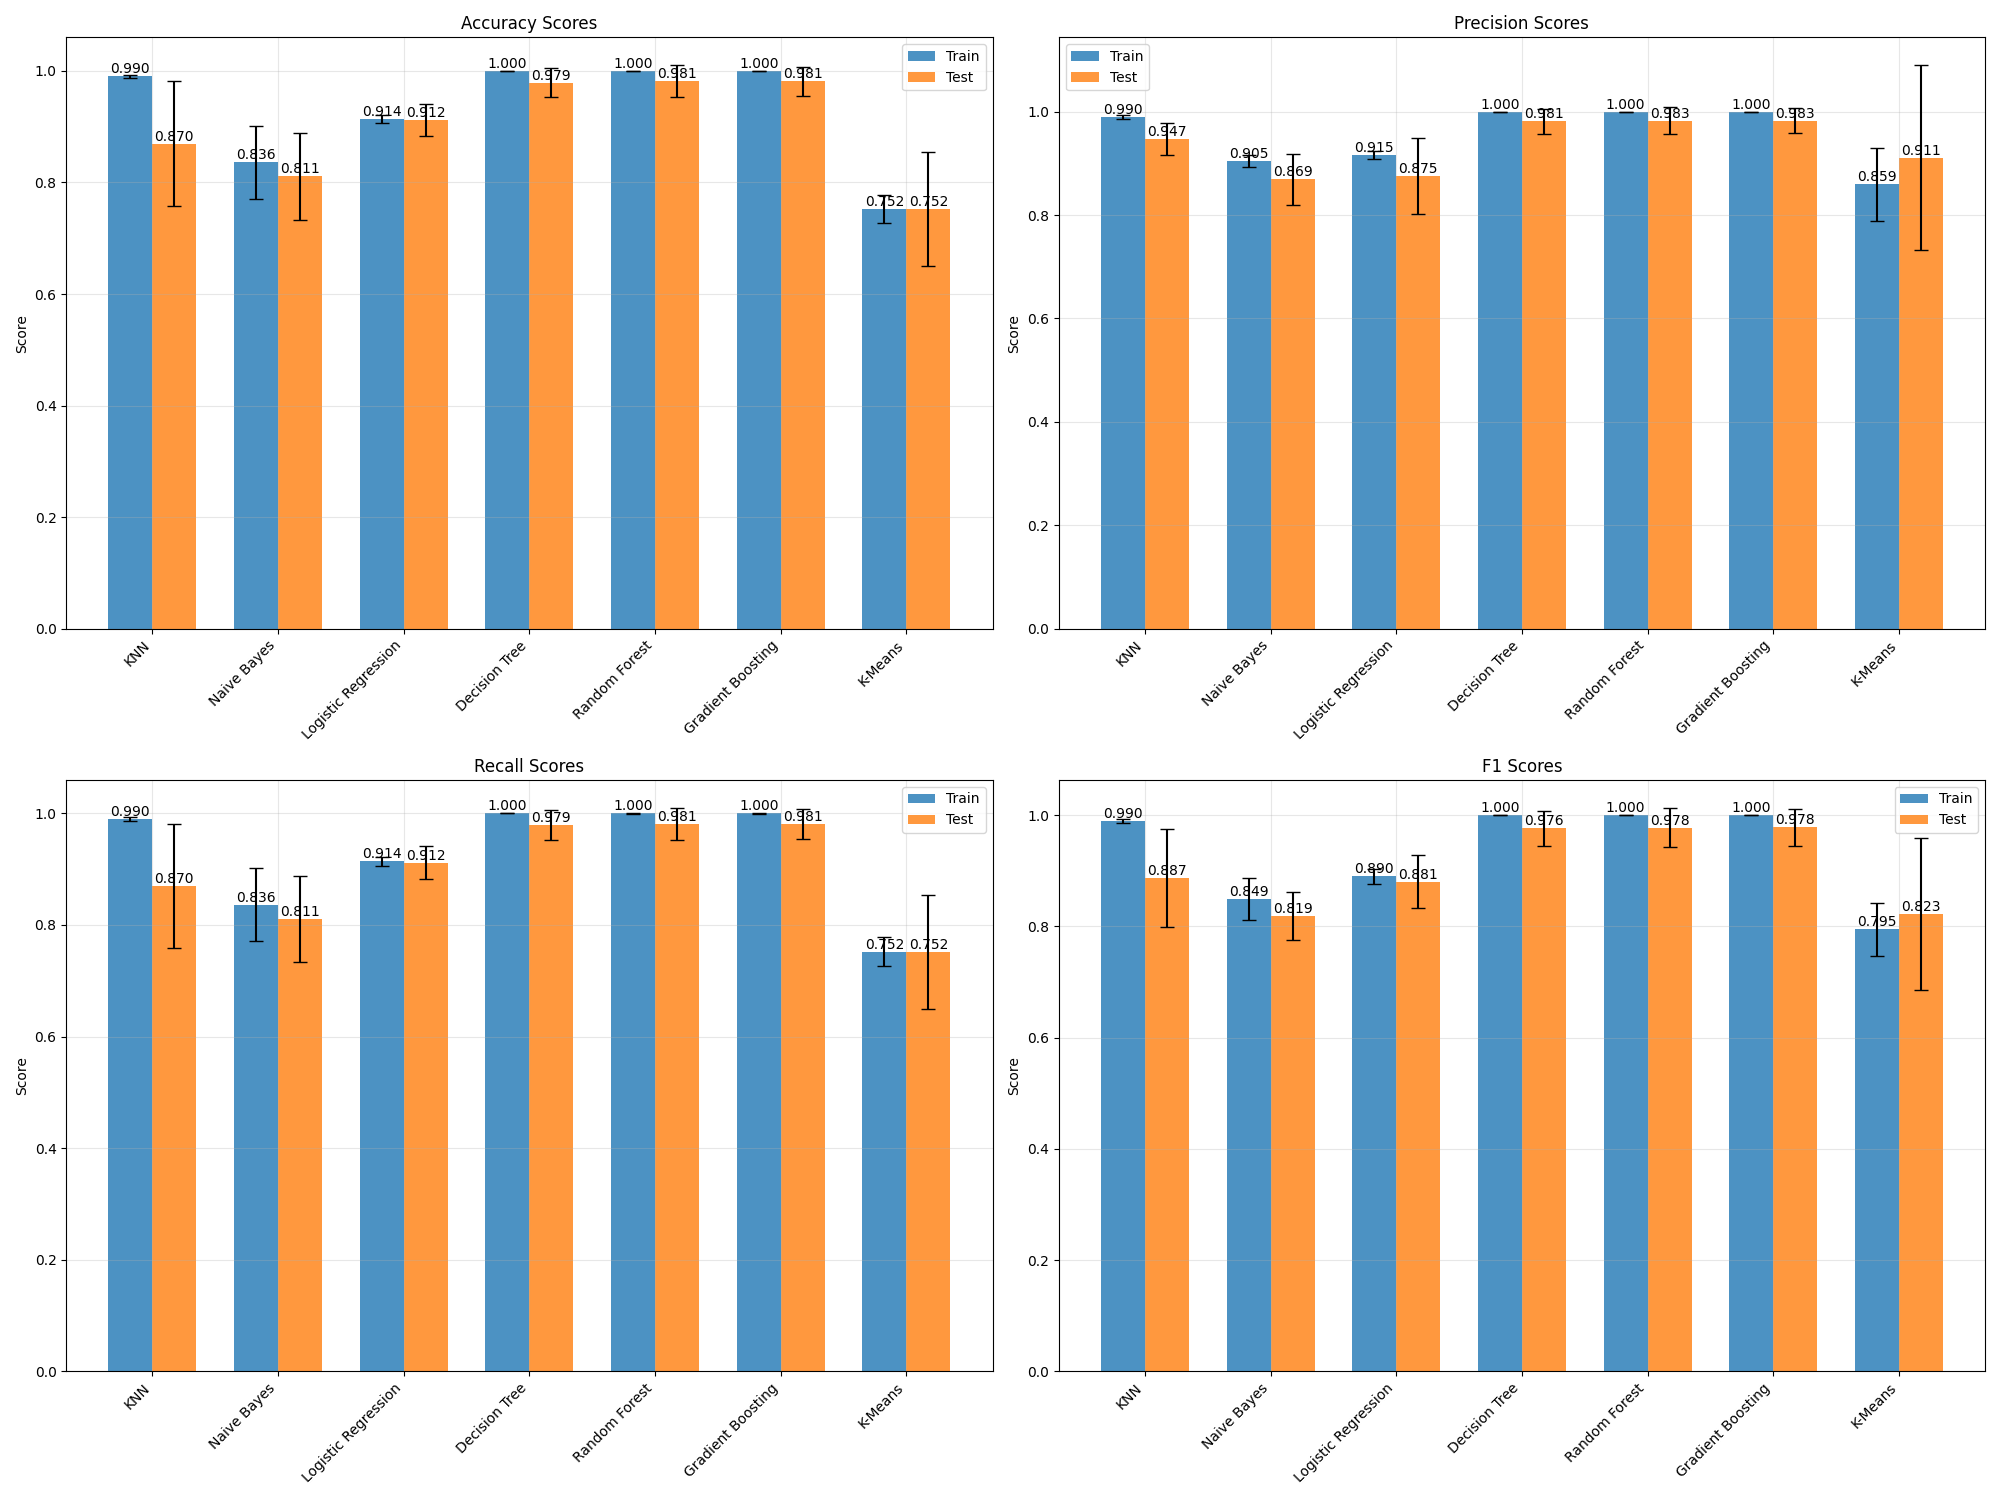 Accuracy Scores
Train
Test
Score
1.0
0.8
0.6
0.4
0.2
0.0
0.990
0.870
0.836
0.811
0.914
0.912
1.000
0.979
1.000
0.981
1.000
0.981
0.752
0.752
KNN
Naive Bayes
Logistic Regression
Decision Tree
Random Forest
Gradient Boosting
K-Means
Precision Scores
Train
Test
Score
1.0
0.8
0.6
0.4
0.2
0.0
0.990
0.947
0.905
0.869
0.915
0.875
1.000
0.981
1.000
0.983
1.000
0.983
0.859
0.911
KNN
Naive Bayes
Logistic Regression
Decision Tree
Random Forest
Gradient Boosting
K-Means
Recall Scores
Train
Test
Score
1.0
0.8
0.6
0.4
0.2
0.0
0.990
0.870
0.836
0.811
0.914
0.912
1.000
0.979
1.000
0.981
1.000
0.981
0.752
0.752
KNN
Naive Bayes
Logistic Regression
Decision Tree
Random Forest
Gradient Boosting
K-Means
F1 Scores
Train
Test
Score
1.0
0.8
0.6
0.4
0.2
0.0
0.990
0.887
0.849
0.819
0.890
0.881
1.000
0.976
1.000
0.978
1.000
0.978
0.795
0.823
KNN
Naive Bayes
Logistic Regression
Decision Tree
Random Forest
Gradient Boosting
K-Means